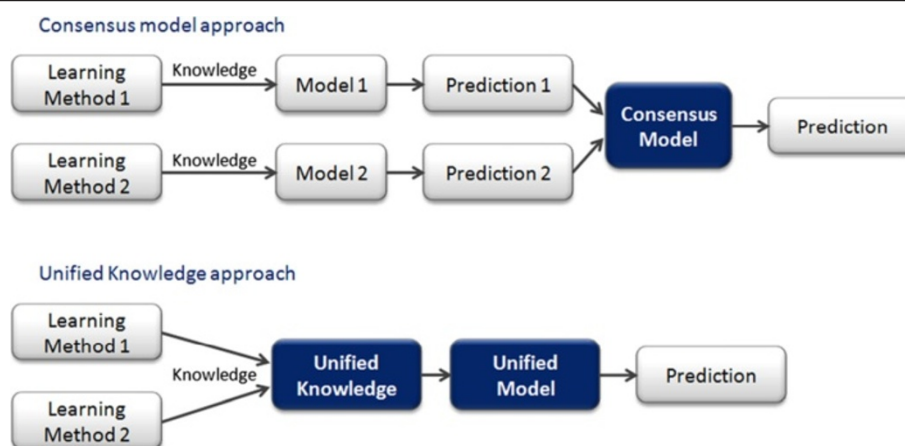 Consensus model approach
Learning
Method 1
Knowledge
Model 1
Prediction 1
Learning
Method 2
Knowledge
Model 2
Prediction 2
Consensus
Model
Prediction
Unified Knowledge approach
Learning
Method 1
Learning
Method 2
Knowledge
Unified
Knowledge
Unified
Model
Prediction